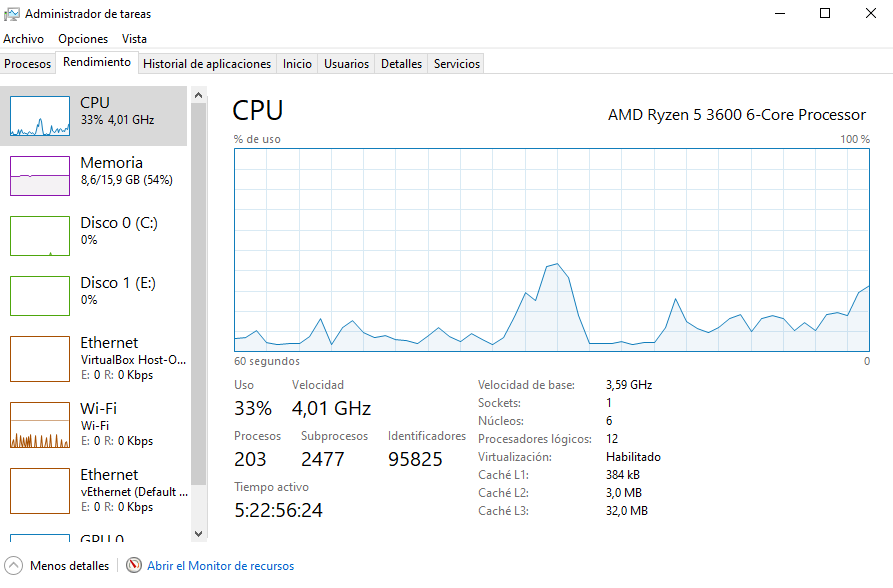 Administrador de tareas
Archivo Opciones Vista
Procesos Rendimiento Historial de aplicaciones Inicio Usuarios Detalles Servicios
CPU
33% 4,01 GHz
Memoria
8,6/15,9 GB (54%)
Disco 0 (C:)
0%
Disco 1 (E:)
0%
Ethernet
VirtualBox Host-O...
E: 0 R: 0 Kbps
Wi-Fi
Wi-Fi
E: 0 R: 0 Kbps
Ethernet
vEthernet (Default ...
E: 0 R: 0 Kbps
GPU 0
CPU AMD Ryzen 5 3600 6-Core Processor
% de uso 100 %
60 segundos 0
Uso Velocidad
33% 4,01 GHz
Procesos Subprocesos Identificadores
203 2477 95825
Tiempo activo
5:22:56:24
Velocidad de base: 3,59 GHz
Sockets: 1
Núcleos: 6
Procesadores lógicos: 12
Virtualización: Habilitado
Caché L1: 384 kB
Caché L2: 3,0 MB
Caché L3: 32,0 MB
Menos detalles Abrir el Monitor de recursos